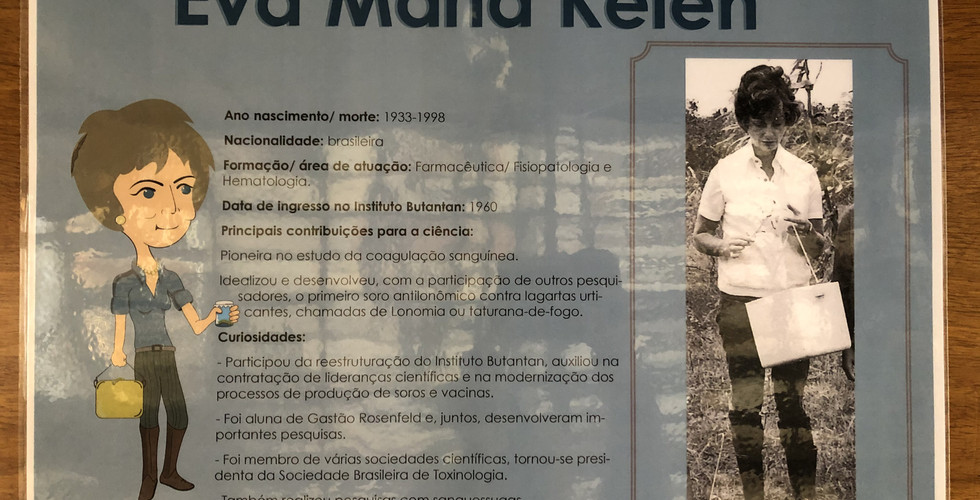 Eva Maria Kelen
Ano nascimento/ morte: 1933-1998
Nacionalidade: brasileira
Formação/ área de atuação: Farmacêutica/ Fisiopatologia e
Hematologia.
Data de ingresso no Instituto Butantan: 1960
Principais contribuições para a ciência:
Pioneira no estudo da coagulação sanguínea.
Idealizou e desenvolveu, com a participação de outros pesqui-
sadores, o primeiro soro antilonômico contra lagartas urti-
cantes, chamadas de Lonomia ou taturana-de-fogo.
Curiosidades:
- Participou da reestruturação do Instituto Butantan, auxiliou na
contratação de lideranças científicas e na modernização dos
processos de produção de soros e vacinas.
- Foi aluna de Gastão Rosenfeld e, juntos, desenvolveram im-
portantes pesquisas.
- Foi membro de várias sociedades científicas, tornou-se presi-
denta da Sociedade Brasileira de Toxinologia.
- Também realizou pesquisas com sanguessugas